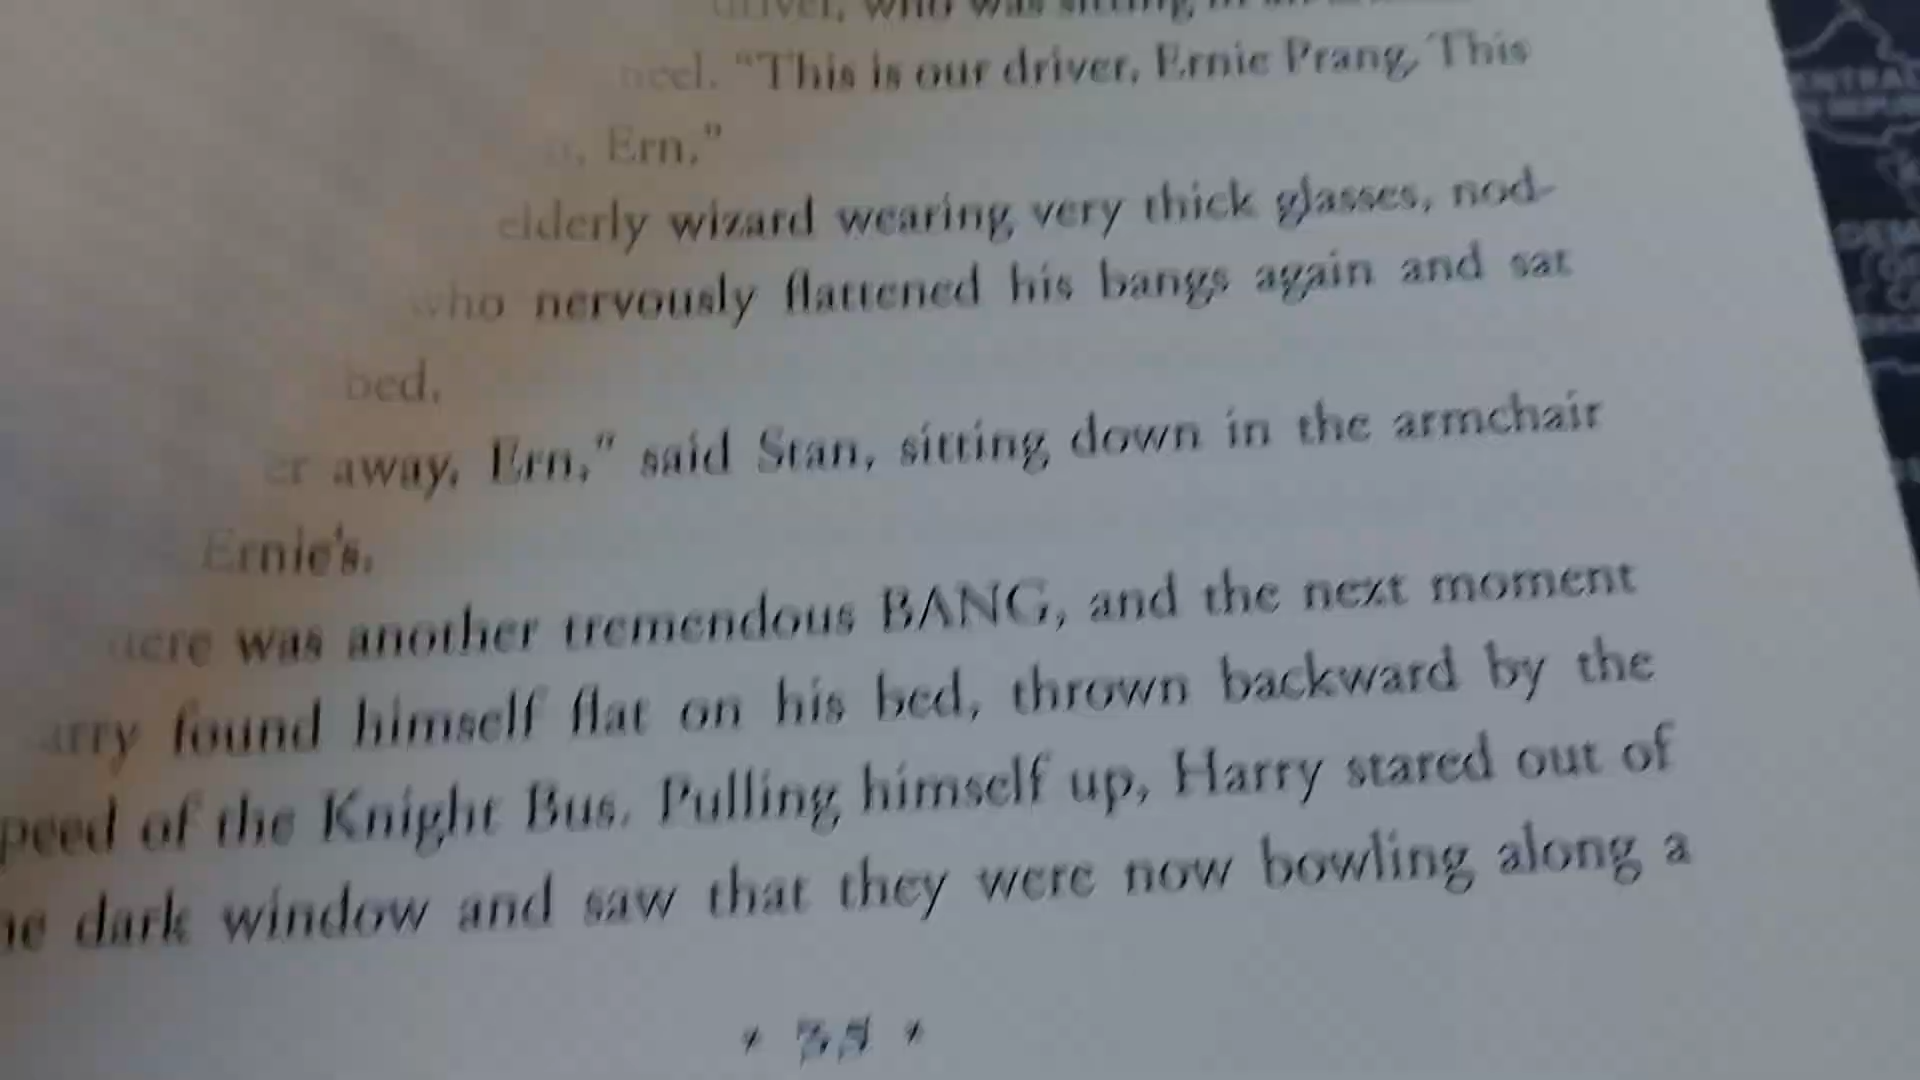 who was sitting in
"This is our driver, Ernie Prang. This
Ern."
elderly wizard wearing very thick glasses, nod-
who nervously flattened his bangs again and sat
bed.
er away, Ern," said Stan, sitting down in the armchair
Ernie's.
ere was another tremendous BANG, and the next moment
arry found himself flat on his bed, thrown backward by the
peed of the Knight Bus. Pulling himself up, Harry stared out of
he dark window and saw that they were now bowling along a
* 35 *